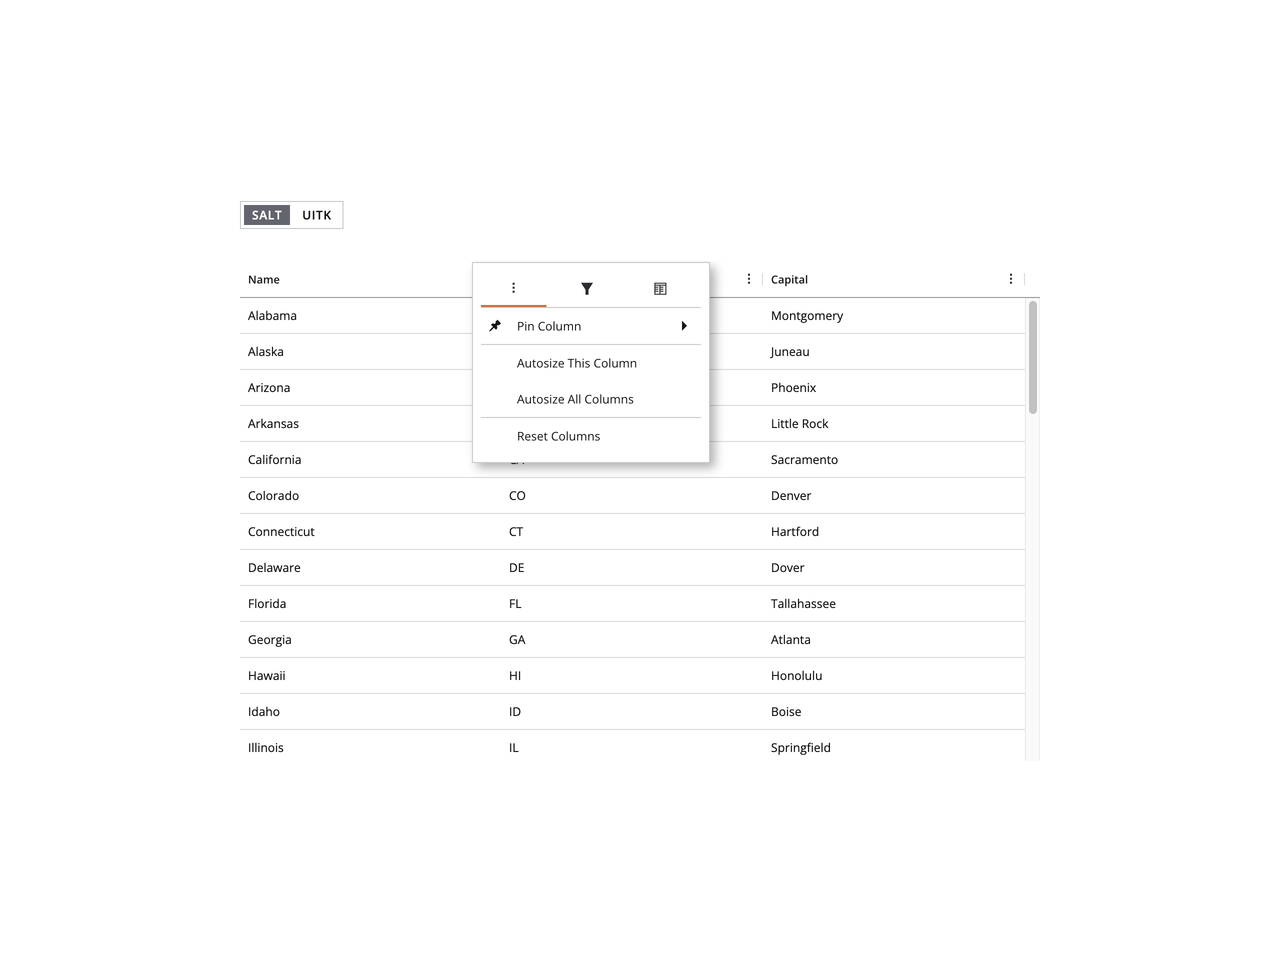 SALT UITK
Name Capital
Pin Column
Autosize This Column
Autosize All Columns
Reset Columns
Alabama Montgomery
Alaska Juneau
Arizona Phoenix
Arkansas Little Rock
California Sacramento
Colorado CO Denver
Connecticut CT Hartford
Delaware DE Dover
Florida FL Tallahassee
Georgia GA Atlanta
Hawaii HI Honolulu
Idaho ID Boise
Illinois IL Springfield